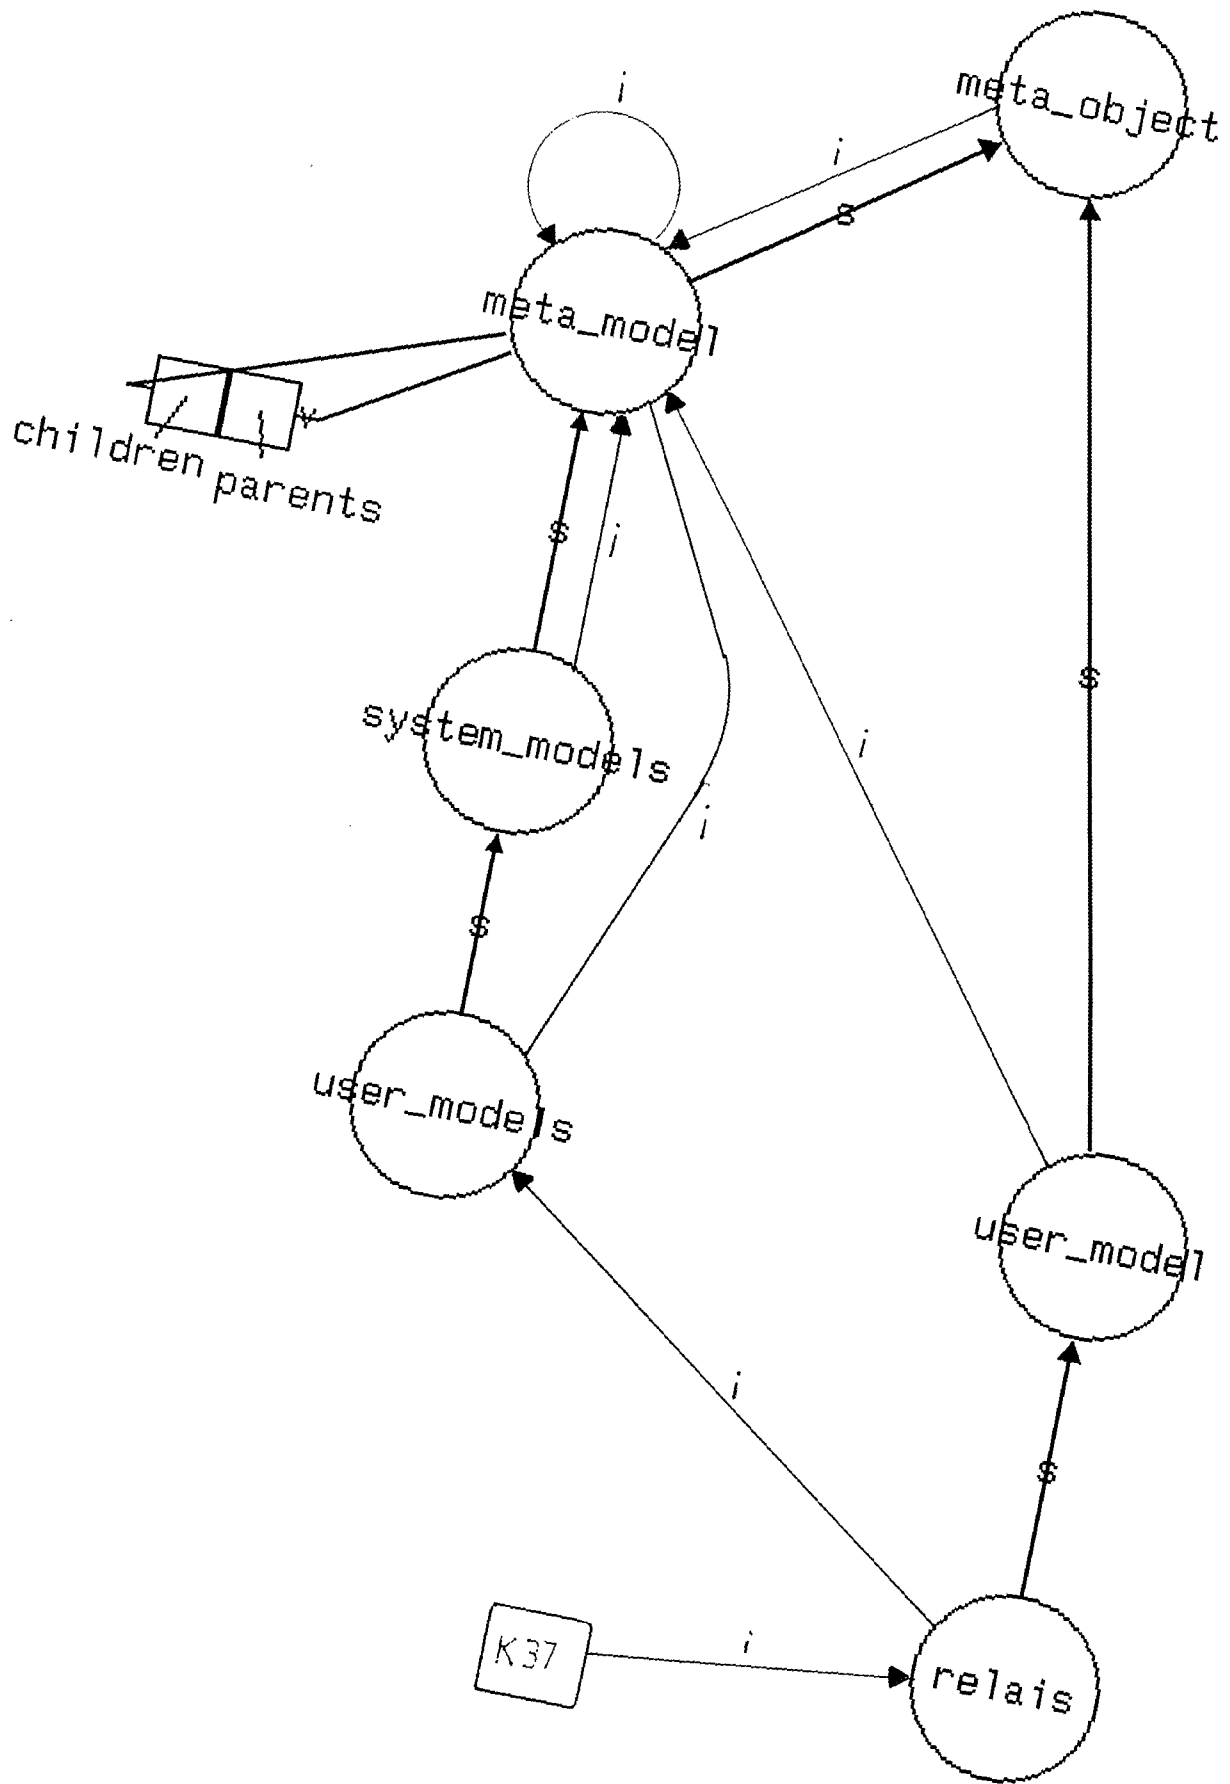 i
meta_object
i
s
meta_model
children
parents
s
i
s
i
system_models
i
s
user_models
user_model
i
s
i
K37
relais